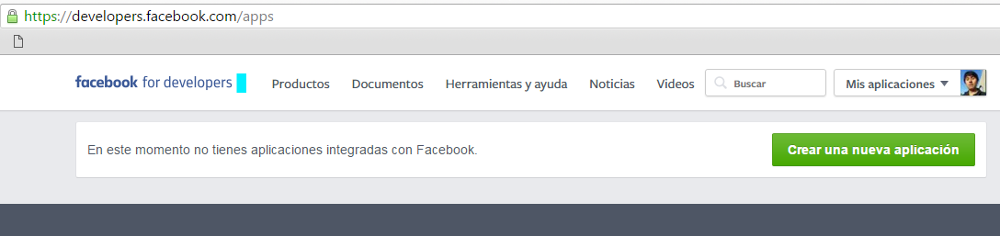 https://developers.facebook.com/apps
facebook for developers Productos Documentos Herramientas y ayuda Noticias Videos Buscar Mis aplicaciones
En este momento no tienes aplicaciones integradas con Facebook. Crear una nueva aplicación